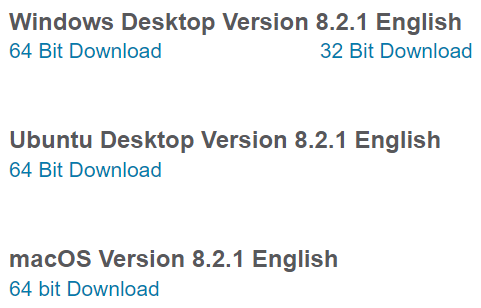 Windows Desktop Version 8.2.1 English
64 Bit Download 32 Bit Download
Ubuntu Desktop Version 8.2.1 English
64 Bit Download
macOS Version 8.2.1 English
64 bit Download